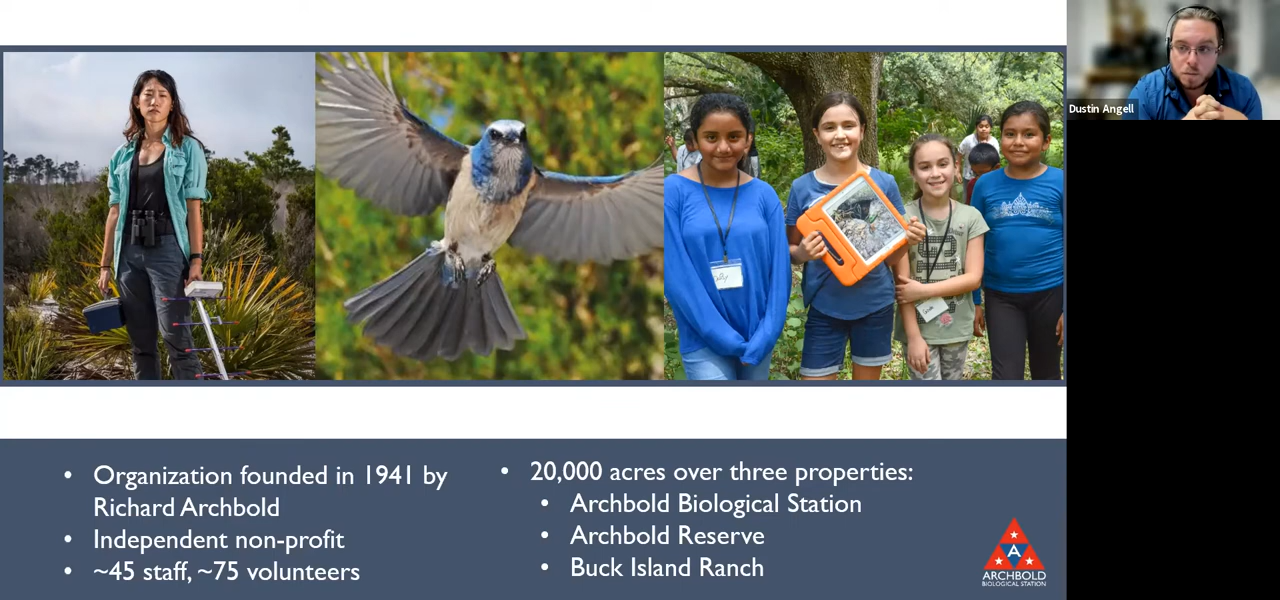 Dustin Angell
• Organization founded in 1941 by
Richard Archbold
• Independent non-profit
• ~45 staff, ~75 volunteers
• 20,000 acres over three properties:
• Archbold Biological Station
• Archbold Reserve
• Buck Island Ranch
A
ARCHBOLD
BIOLOGICAL STATION